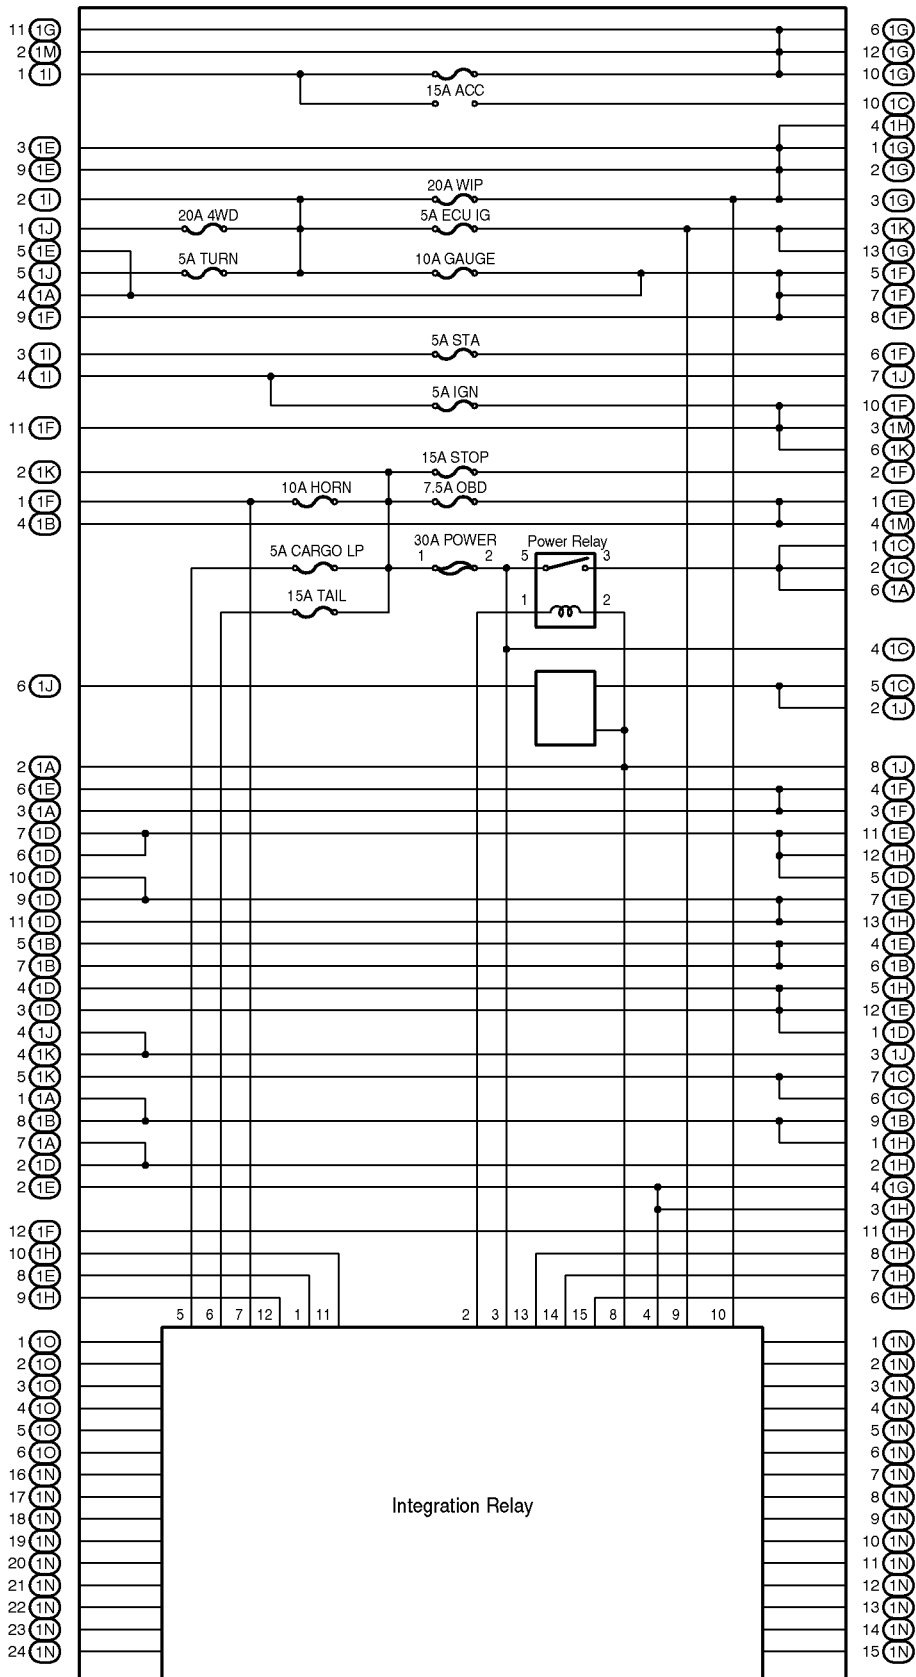 11 1G 6 1G
2 1M 12 1G
1 1I 10 1G
15A ACC
10 1C
4 1H
3 1E 1 1G
9 1E 2 1G
20A WIP
2 1I 3 1G
20A 4WD 5A ECU IG
1 1J 3 1K
5 1E 13 1G
5A TURN 10A GAUGE
5 1J 5 1F
4 1A 7 1F
9 1F 8 1F
5A STA
3 1I 6 1F
4 1I 7 1J
5A IGN
10 1F
11 1F 3 1M
6 1K
15A STOP
2 1K 2 1F
10A HORN 7.5A OBD
1 1F 1 1E
4 1B 4 1M
5A CARGO LP 30A POWER Power Relay
1 1C
1 2 5 3
2 1C
6 1A
15A TAIL
1 2
4 1C
6 1J 5 1C
2 1J
2 1A 8 1J
6 1E 4 1F
3 1A 3 1F
7 1D 11 1E
6 1D 12 1H
10 1D 5 1D
9 1D 7 1E
11 1D 13 1H
5 1B 4 1E
7 1B 6 1B
4 1D 5 1H
3 1D 12 1E
4 1J 1 1D
4 1K 3 1J
5 1K 7 1C
1 1A 6 1C
8 1B 9 1B
7 1A 1 1H
2 1D 2 1H
2 1E 4 1G
3 1H
12 1F 11 1H
10 1H 8 1H
8 1E 7 1H
9 1H 6 1H
5 6 7 12 1 11 2 3 13 14 15 8 4 9 10
1 1O 1 1N
2 1O 2 1N
3 1O 3 1N
4 1O 4 1N
5 1O 5 1N
6 1O 6 1N
16 1N 7 1N
17 1N 8 1N
Integration Relay
18 1N 9 1N
19 1N 10 1N
20 1N 11 1N
21 1N 12 1N
22 1N 13 1N
23 1N 14 1N
24 1N 15 1N